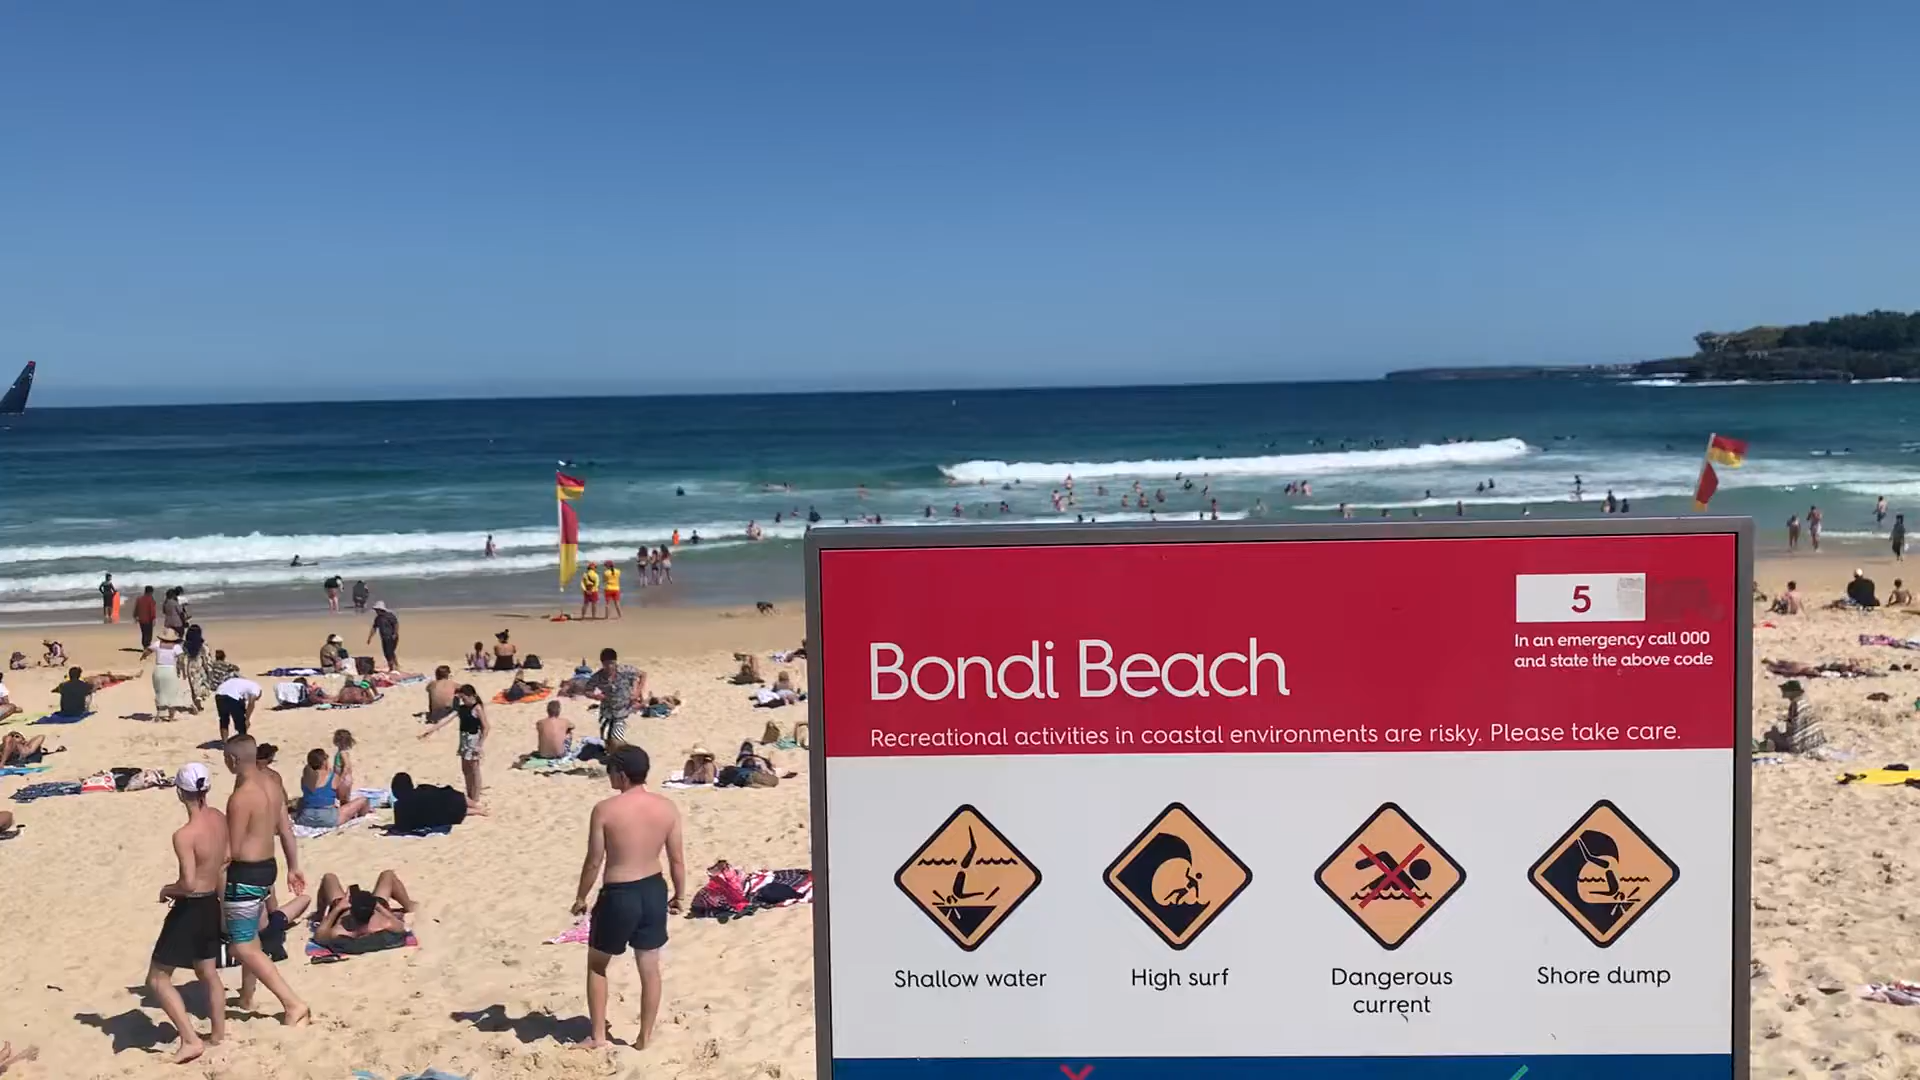 5
In an emergency call 000
and state the above code
Bondi Beach
Recreational activities in coastal environments are risky. Please take care.
Shallow water
High surf
Dangerous
current
Shore dump